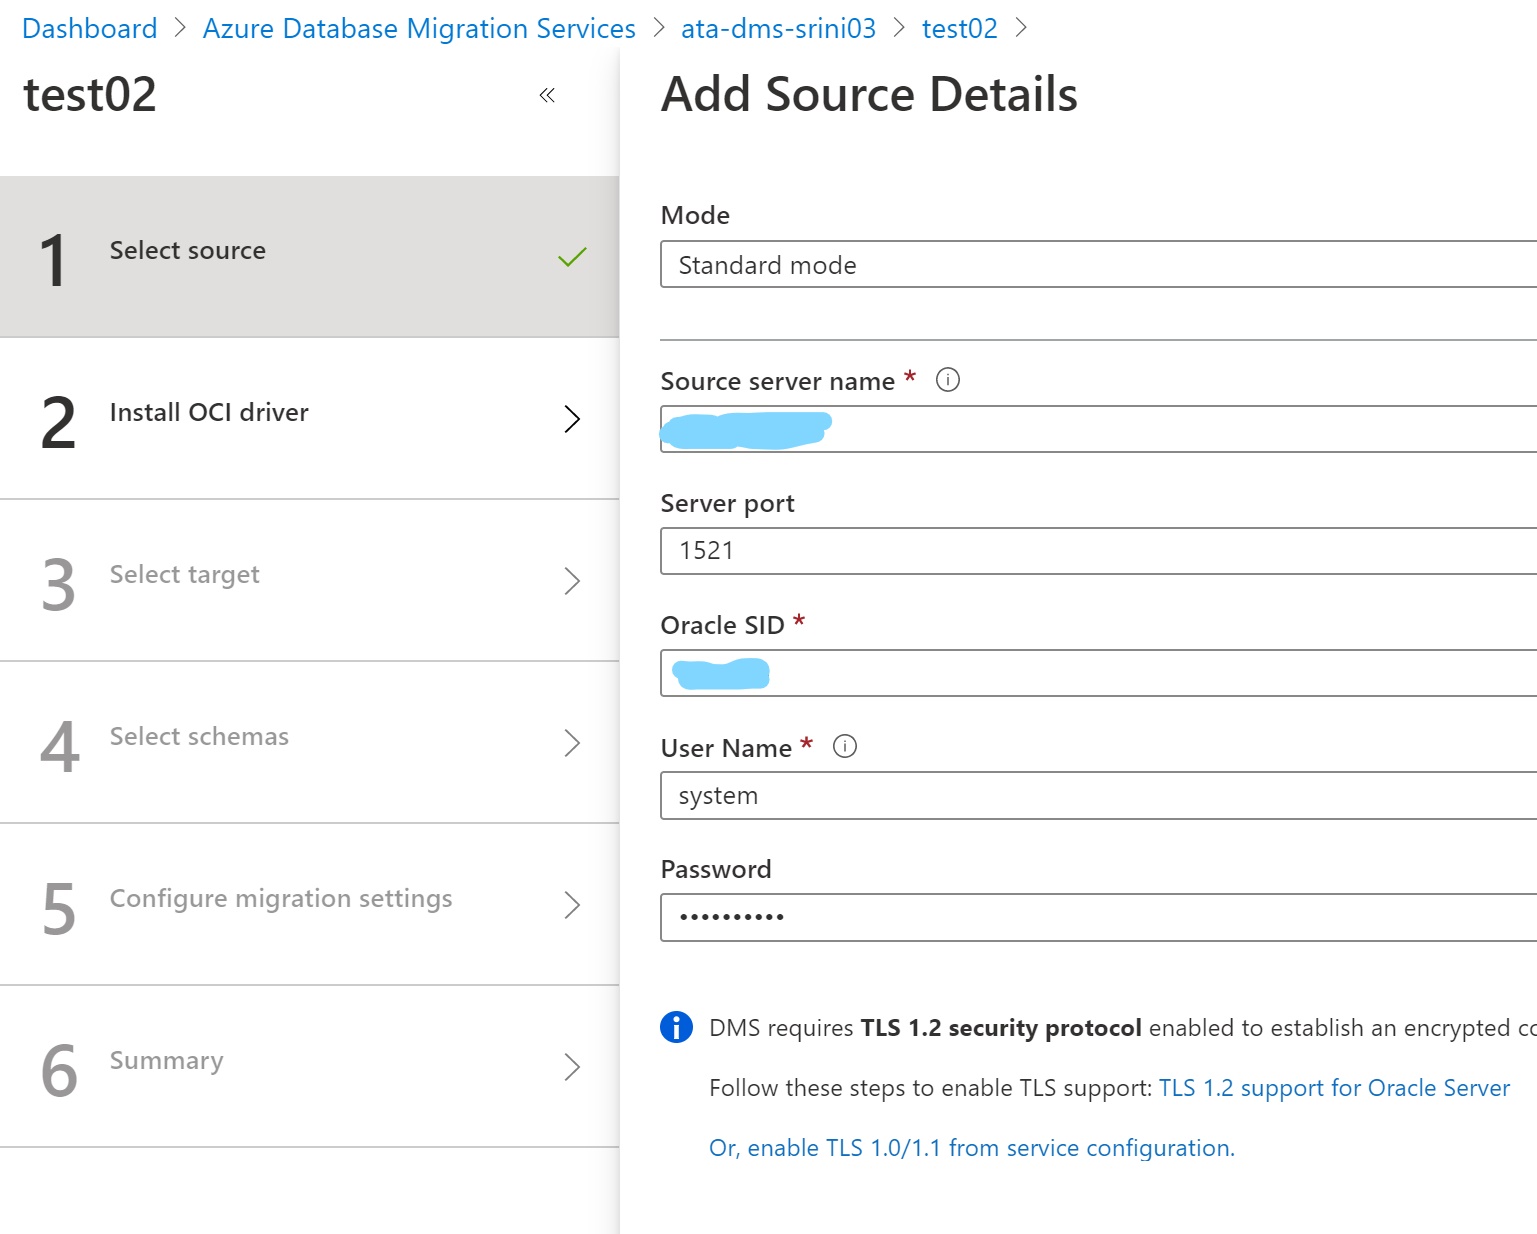 Dashboard > Azure Database Migration Services > ata-dms-srini03 > test02 >
test02 «
Add Source Details
1 Select source
2 Install OCI driver
3 Select target
4 Select schemas
5 Configure migration settings
6 Summary
Mode
Standard mode
Source server name *
Server port
1521
Oracle SID *
User Name *
system
Password
••••••••••
DMS requires TLS 1.2 security protocol enabled to establish an encrypted
Follow these steps to enable TLS support: TLS 1.2 support for Oracle Server
Or, enable TLS 1.0/1.1 from service configuration.